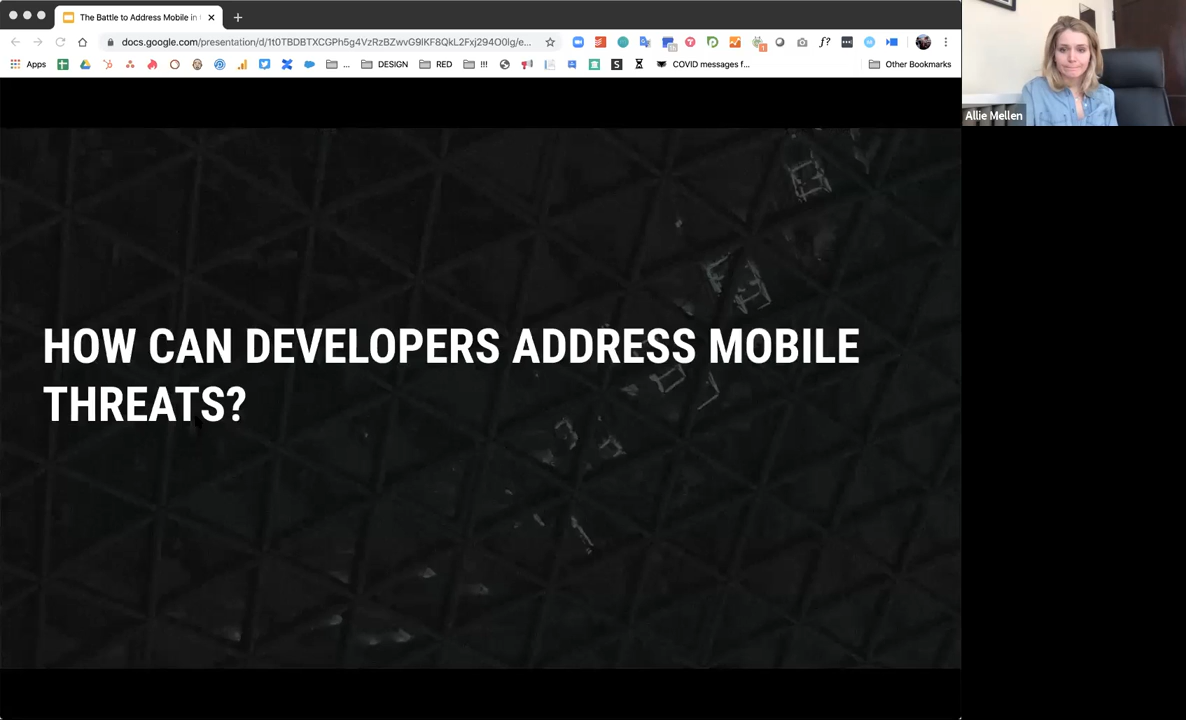 The Battle to Address Mobile in
docs.google.com/presentation/d/1t0TBDBTXCGPh5g4VzRzBZwvG9lKF8QkL2Fxj294O0lg/e...
Apps
...
DESIGN
RED
!!!
COVID messages f...
Other Bookmarks
Allie Mellen
HOW CAN DEVELOPERS ADDRESS MOBILE
THREATS?